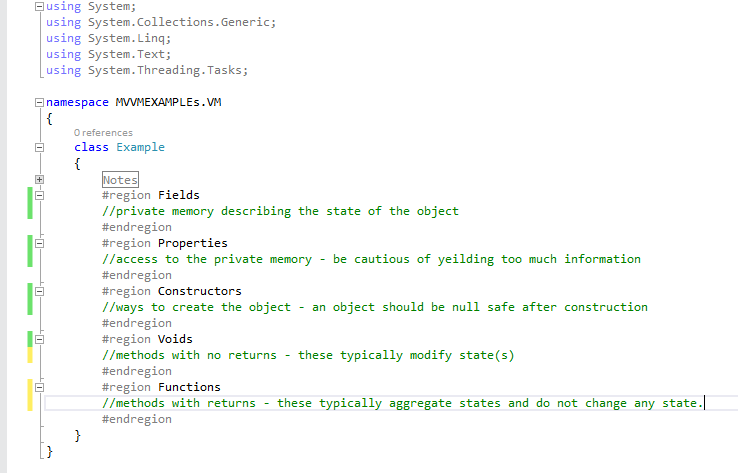 using System;
using System.Collections.Generic;
using System.Linq;
using System.Text;
using System.Threading.Tasks;
namespace MVVMEXAMPLEs.VM
{
0 references
class Example
{
Notes
#region Fields
//private memory describing the state of the object
#endregion
#region Properties
//access to the private memory - be cautious of yeilding too much information
#endregion
#region Constructors
//ways to create the object - an object should be null safe after construction
#endregion
#region Voids
//methods with no returns - these typically modify state(s)
#endregion
#region Functions
//methods with returns - these typically aggregate states and do not change any state.
#endregion
}
}